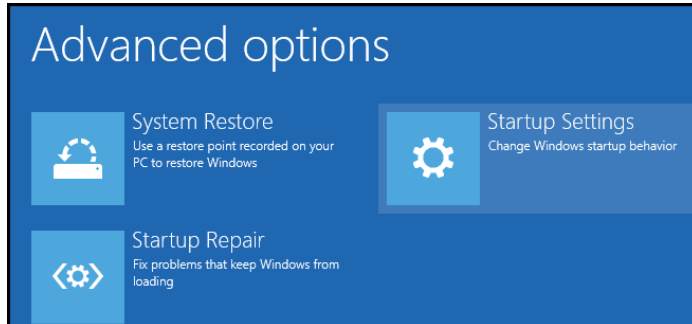 Advanced options
System Restore
Use a restore point recorded on your
PC to restore Windows
Startup Settings
Change Windows startup behavior
Startup Repair
Fix problems that keep Windows from
loading